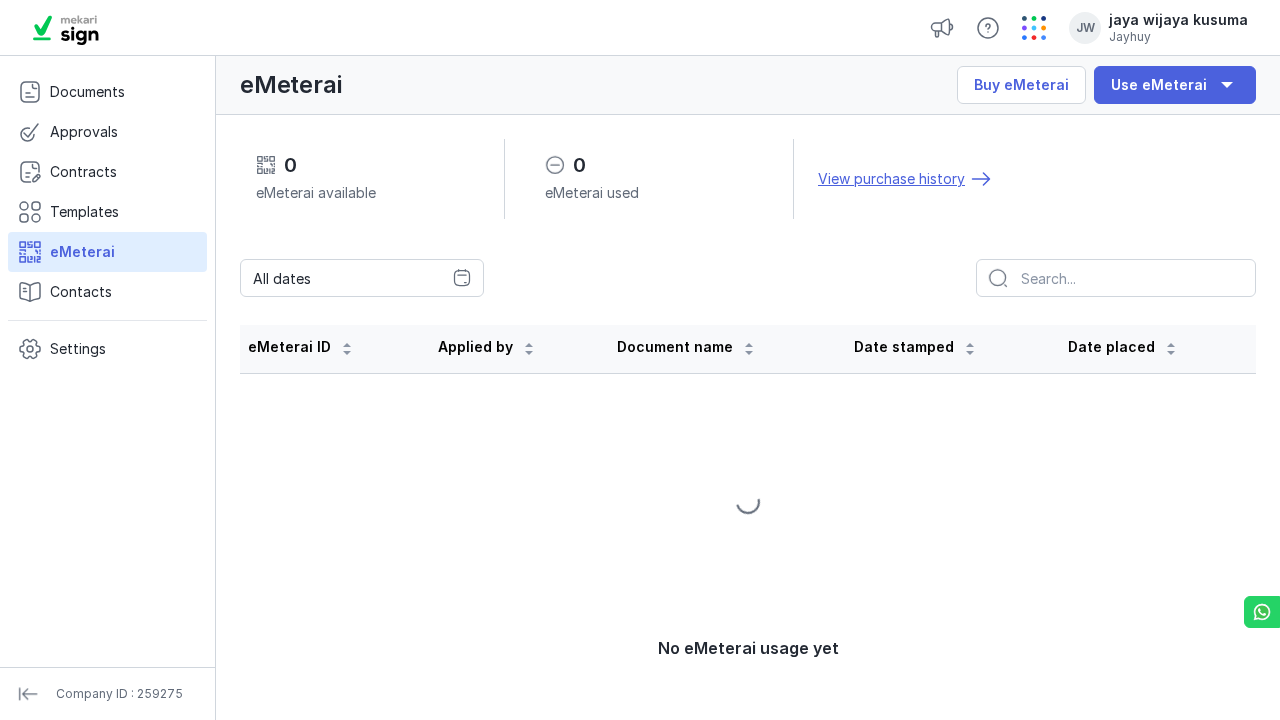 mekari
sign
JW
jaya wijaya kusuma
Jayhuy
Documents
Approvals
Contracts
Templates
eMeterai
Contacts
Settings
Company ID : 259275
eMeterai
Buy eMeterai
Use eMeterai
0
eMeterai available
0
eMeterai used
View purchase history
All dates
Search...
eMeterai ID Applied by Document name Date stamped Date placed
No eMeterai usage yet